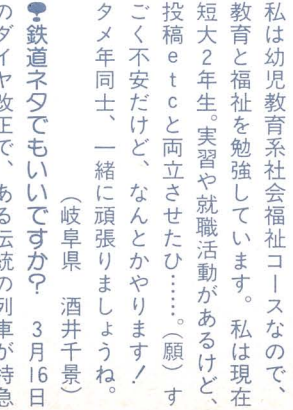 私は幼児教育系社会福祉コースなので、
教育と福祉を勉強しています。私は現在
短大2年生。実習や就職活動があるけど、
投稿etcと両立させたひ……。(願)す
ごく不安だけど、なんとかやります!
タメ年同士、一緒に頑張りましょうね。
(岐阜県 酒井千景)
鉄道ネタでもいいですか? 3月16日
のダイヤ改正で、ある伝統の列車が特急